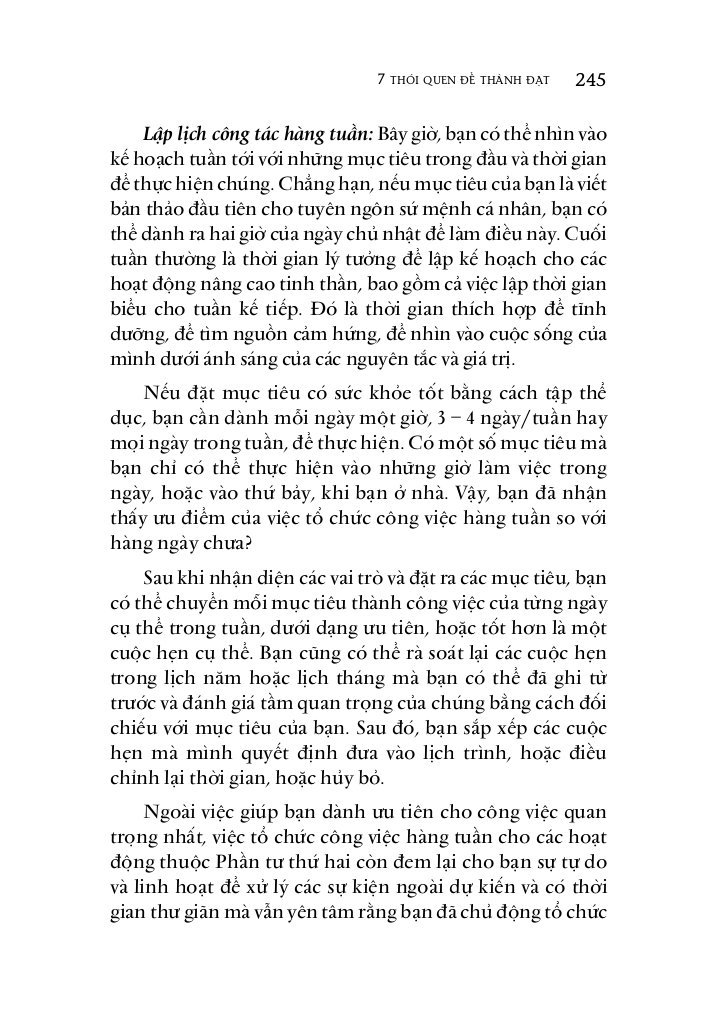 7 THÓI QUEN ĐỂ THÀNH ĐẠT 245
Lập lịch công tác hàng tuần: Bây giờ, bạn có thể nhìn vào
kế hoạch tuần tới với những mục tiêu trong đầu và thời gian
để thực hiện chúng. Chẳng hạn, nếu mục tiêu của bạn là viết
bản thảo đầu tiên cho tuyên ngôn sứ mệnh cá nhân, bạn có
thể dành ra hai giờ của ngày chủ nhật để làm điều này. Cuối
tuần thường là thời gian lý tưởng để lập kế hoạch cho các
hoạt động nâng cao tinh thần, bao gồm cả việc lập thời gian
biểu cho tuần kế tiếp. Đó là thời gian thích hợp để tĩnh
dưỡng, để tìm nguồn cảm hứng, để nhìn vào cuộc sống của
mình dưới ánh sáng của các nguyên tắc và giá trị.
Nếu đặt mục tiêu có sức khỏe tốt bằng cách tập thể
dục, bạn cần dành mỗi ngày một giờ, 3 – 4 ngày/tuần hay
mọi ngày trong tuần, để thực hiện. Có một số mục tiêu mà
bạn chỉ có thể thực hiện vào những giờ làm việc trong
ngày, hoặc vào thứ bảy, khi bạn ở nhà. Vậy, bạn đã nhận
thấy ưu điểm của việc tổ chức công việc hàng tuần so với
hàng ngày chưa?
Sau khi nhận diện các vai trò và đặt ra các mục tiêu, bạn
có thể chuyển mỗi mục tiêu thành công việc của từng ngày
cụ thể trong tuần, dưới dạng ưu tiên, hoặc tốt hơn là một
cuộc hẹn cụ thể. Bạn cũng có thể rà soát lại các cuộc hẹn
trong lịch năm hoặc lịch tháng mà bạn có thể đã ghi từ
trước và đánh giá tầm quan trọng của chúng bằng cách đối
chiếu với mục tiêu của bạn. Sau đó, bạn sắp xếp các cuộc
hẹn mà mình quyết định đưa vào lịch trình, hoặc điều
chỉnh lại thời gian, hoặc hủy bỏ.
Ngoài việc giúp bạn dành ưu tiên cho công việc quan
trọng nhất, việc tổ chức công việc hàng tuần cho các hoạt
động thuộc Phần tư thứ hai còn đem lại cho bạn sự tự do
và linh hoạt để xử lý các sự kiện ngoài dự kiến và có thời
gian thư giãn mà vẫn yên tâm rằng bạn đã chủ động tổ chức